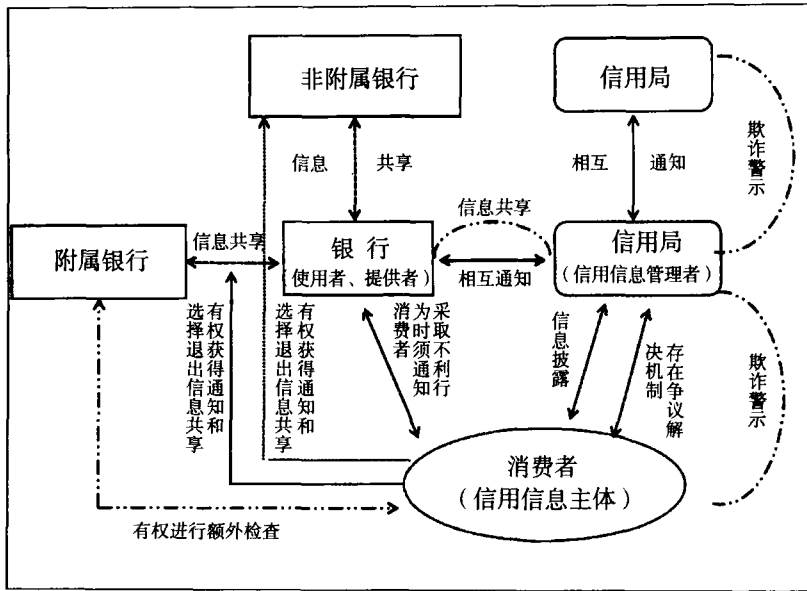 非附属银行
信用局
欺诈警示
信息 共享
相互 通知
附属银行
信息共享
银 行
(使用者、提供者)
信息共享
相互通知
信用局
(信用信息管理者)
有权获得通知和
选择退出信息共享
有权获得通知和
选择退出信息共享
采取不利行
为时须通知
消费者
信息披露
存在争议解
决机制
欺诈警示
消费者
(信用信息主体)
有权进行额外检查